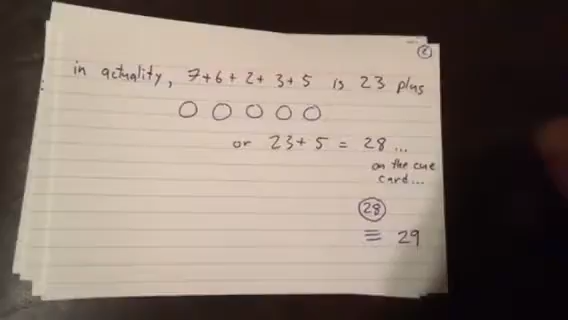 ②
in actuality, 7+6+2+3+5 is 23 plus
○ ○ ○ ○ ○
or 23+5 = 28...
on the cue
card...
28
≡ 29